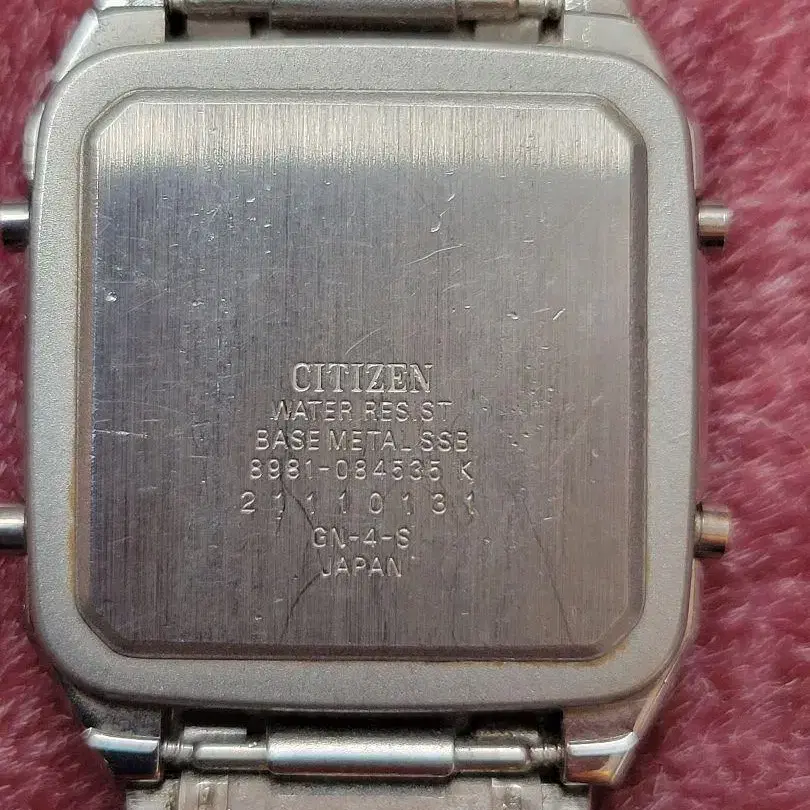 CITIZEN
WATER RESIST
BASE METAL SSB
8981-084535 K
21110131
GN-4-S
JAPAN